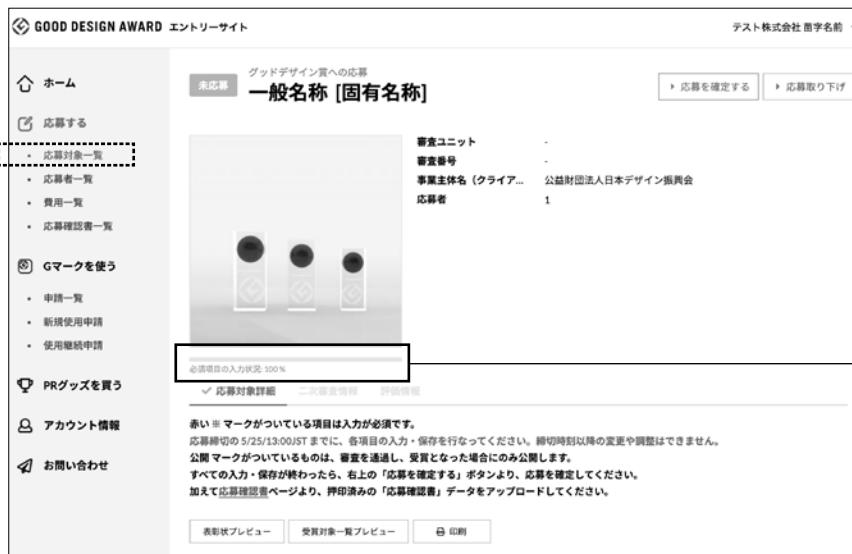 GOOD DESIGN AWARD エントリーサイト
テスト株式会社 苗字名前
ホーム
応募する
・ 応募対象一覧
・ 応募者一覧
・ 費用一覧
・ 応募確認書一覧
Gマークを使う
・ 申請一覧
・ 新規使用申請
・ 使用継続申請
PRグッズを買う
アカウント情報
お問い合わせ
未応募
グッドデザイン賞への応募
一般名称 [固有名称]
応募を確定する
応募取り下げ
審査ユニット -
審査番号 -
事業主体名（クライア... 公益財団法人日本デザイン振興会
応募者 1
必須項目の入力状況: 100 %
応募対象詳細 二次審査情報 評価情報
赤い ※ マークがついている項目は入力が必須です。
応募締切の 5/25/13:00JST までに、各項目の入力・保存を行なってください。締切時刻以降の変更や調整はできません。
公開 マークがついているものは、審査を通過し、受賞となった場合にのみ公開します。
すべての入力・保存が終わったら、右上の「応募を確定する」ボタンより、応募を確定してください。
加えて応募確認書ページより、押印済みの「応募確認書」データをアップロードしてください。
表彰状プレビュー
受賞対象一覧プレビュー
印刷